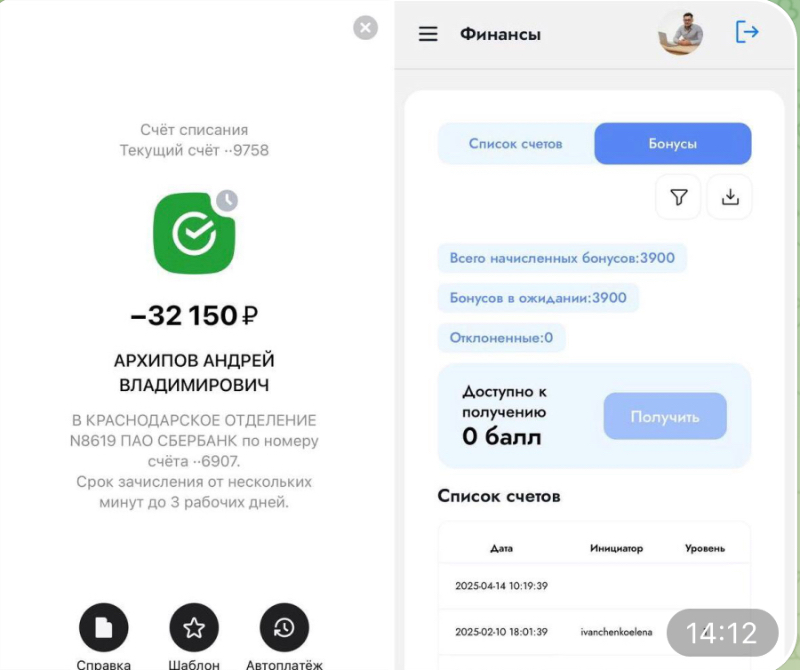 Счёт списания
Текущий счёт ··9758
−32 150 ₽
АРХИПОВ АНДРЕЙ
ВЛАДИМИРОВИЧ
В КРАСНОДАРСКОЕ ОТДЕЛЕНИЕ
N8619 ПАО СБЕРБАНК по номеру
счёта ··6907.
Срок зачисления от нескольких
минут до 3 рабочих дней.
Справка
Шаблон
Автоплатёж
Финансы
Список счетов
Бонусы
Всего начисленных бонусов:3900
Бонусов в ожидании:3900
Отклоненные:0
Доступно к
получению
0 балл
Получить
Список счетов
Дата Инициатор Уровень
2025-04-14 10:19:39
2025-02-10 18:01:39 ivanchenkoelena
14:12